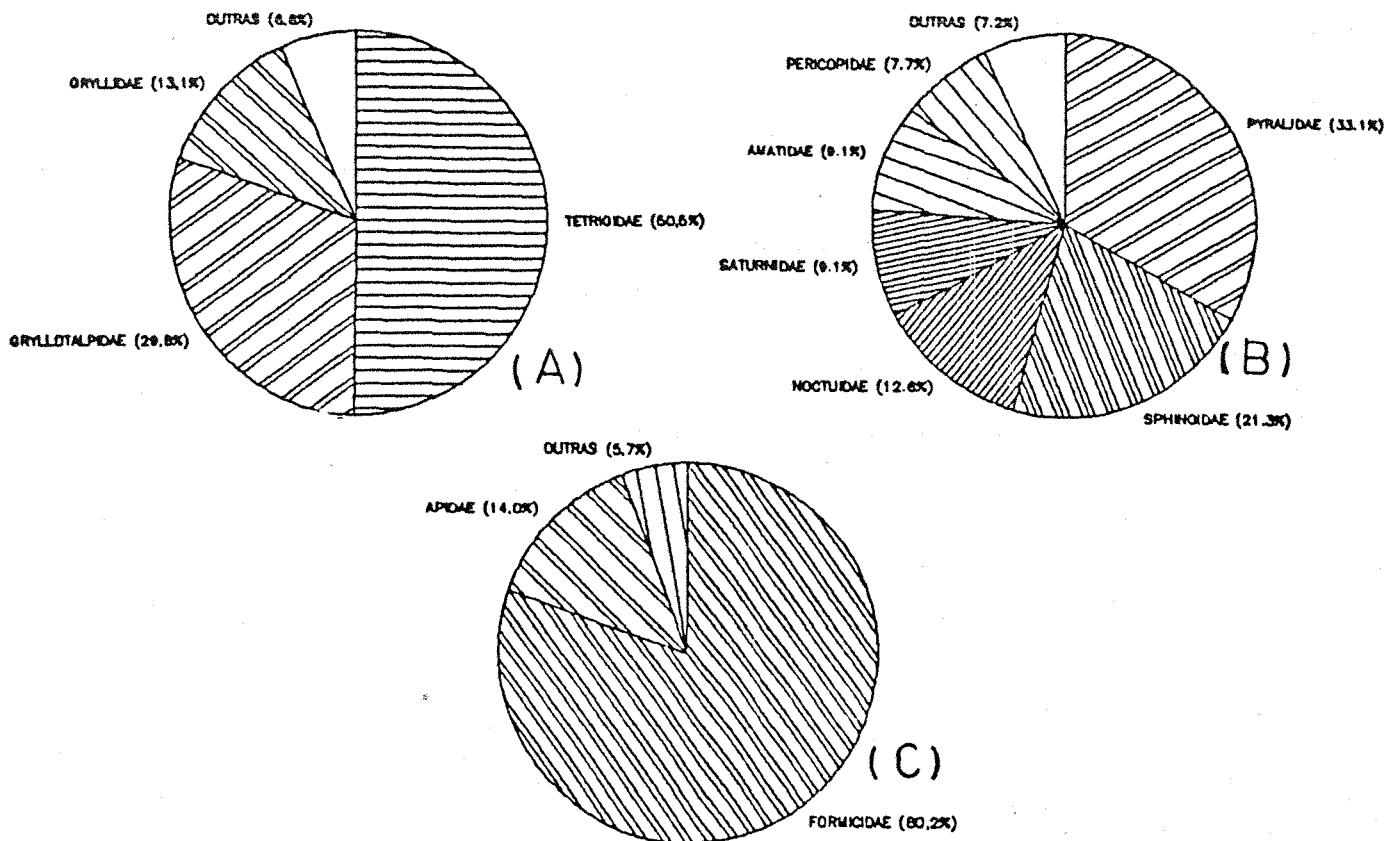 OUTRAS (6,6%)
GRYLLIDAE (13,1%)
TETRIGIDAE (50,5%)
GRYLLOTALPIDAE (29,8%)
(A)
OUTRAS (7.2%)
PERICOPIDAE (7.7%)
PYRALIDAE (33.1%)
AMATIDAE (9.1%)
SATURNIDAE (9.1%)
NOCTUIDAE (12.6%)
SPHINGIDAE (21.3%)
(B)
OUTRAS (5,7%)
APIDAE (14,0%)
(C)
FORMICIDAE (80,2%)